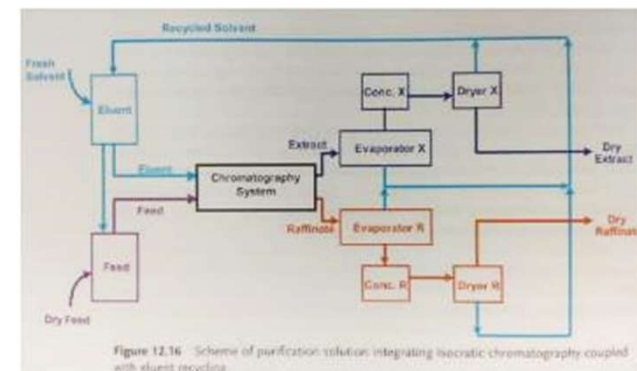 Recycled Solvent
Fresh
Solvent
Eluent
Conc. X
Dryer X
Extract
Evaporator X
Dry
Extract
Eluent
Chromatography
System
Feed
Raffinate
Evaporator R
Dry
Raffinate
Feed
Conc. R
Dryer R
Dry Feed
Figure 12.16 Scheme of purification solution integrating isocratic chromatography coupled
with eluent recycling.